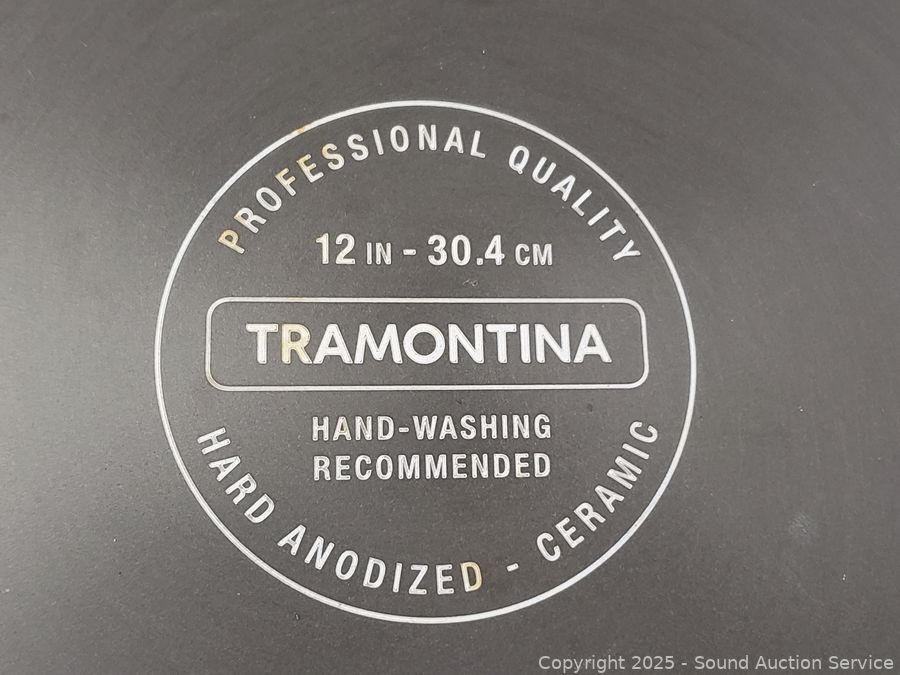 PROFESSIONAL QUALITY
12 IN - 30.4 CM
TRAMONTINA
HAND-WASHING
RECOMMENDED
HARD ANODIZED - CERAMIC
Copyright 2025 - Sound Auction Service